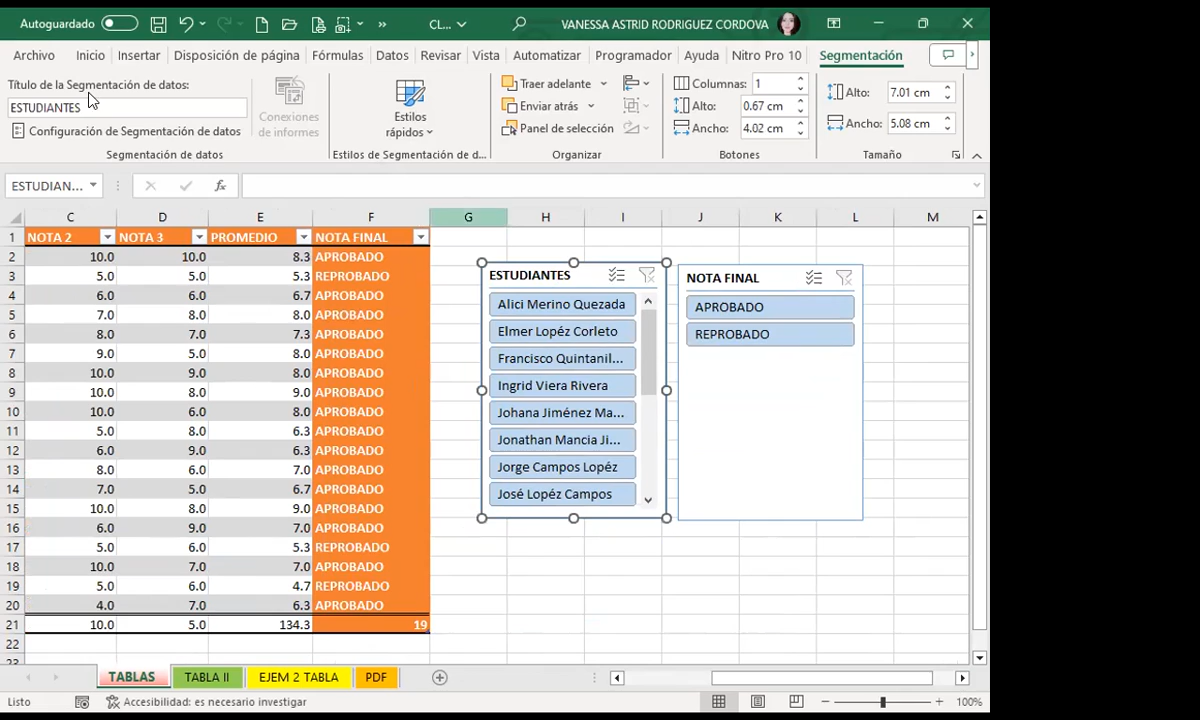 Autoguardado
CL...
VANESSA ASTRID RODRIGUEZ CORDOVA
Archivo Inicio Insertar Disposición de página Fórmulas Datos Revisar Vista Automatizar Programador Ayuda Nitro Pro 10 Segmentación
Título de la Segmentación de datos:
ESTUDIANTES
Configuración de Segmentación de datos
Segmentación de datos
Conexiones de informes
Estilos rápidos
Estilos de Segmentación de d...
Traer adelante
Enviar atrás
Panel de selección
Organizar
Columnas: 1
Alto: 0.67 cm
Ancho: 4.02 cm
Botones
Alto: 7.01 cm
Ancho: 5.08 cm
Tamaño
ESTUDIAN... fx
C D E F G H I J K L M
1 NOTA 2 NOTA 3 PROMEDIO NOTA FINAL
2 10.0 10.0 8.3 APROBADO
3 5.0 5.0 5.3 REPROBADO
4 6.0 6.0 6.7 APROBADO
5 7.0 8.0 8.0 APROBADO
6 8.0 7.0 7.3 APROBADO
7 9.0 5.0 8.0 APROBADO
8 10.0 9.0 8.0 APROBADO
9 10.0 8.0 9.0 APROBADO
10 10.0 6.0 8.0 APROBADO
11 5.0 8.0 6.3 APROBADO
12 6.0 9.0 6.3 APROBADO
13 8.0 6.0 7.0 APROBADO
14 7.0 5.0 6.7 APROBADO
15 10.0 8.0 9.0 APROBADO
16 6.0 9.0 7.0 APROBADO
17 5.0 6.0 5.3 REPROBADO
18 10.0 7.0 7.0 APROBADO
19 5.0 6.0 4.7 REPROBADO
20 4.0 7.0 6.3 APROBADO
21 10.0 5.0 134.3 19
22
23
ESTUDIANTES
Alici Merino Quezada
Elmer Lopéz Corleto
Francisco Quintanil...
Ingrid Viera Rivera
Johana Jiménez Ma...
Jonathan Mancia Ji...
Jorge Campos Lopéz
José Lopéz Campos
NOTA FINAL
APROBADO
REPROBADO
TABLAS TABLA II EJEM 2 TABLA PDF
Listo Accesibilidad: es necesario investigar 100%